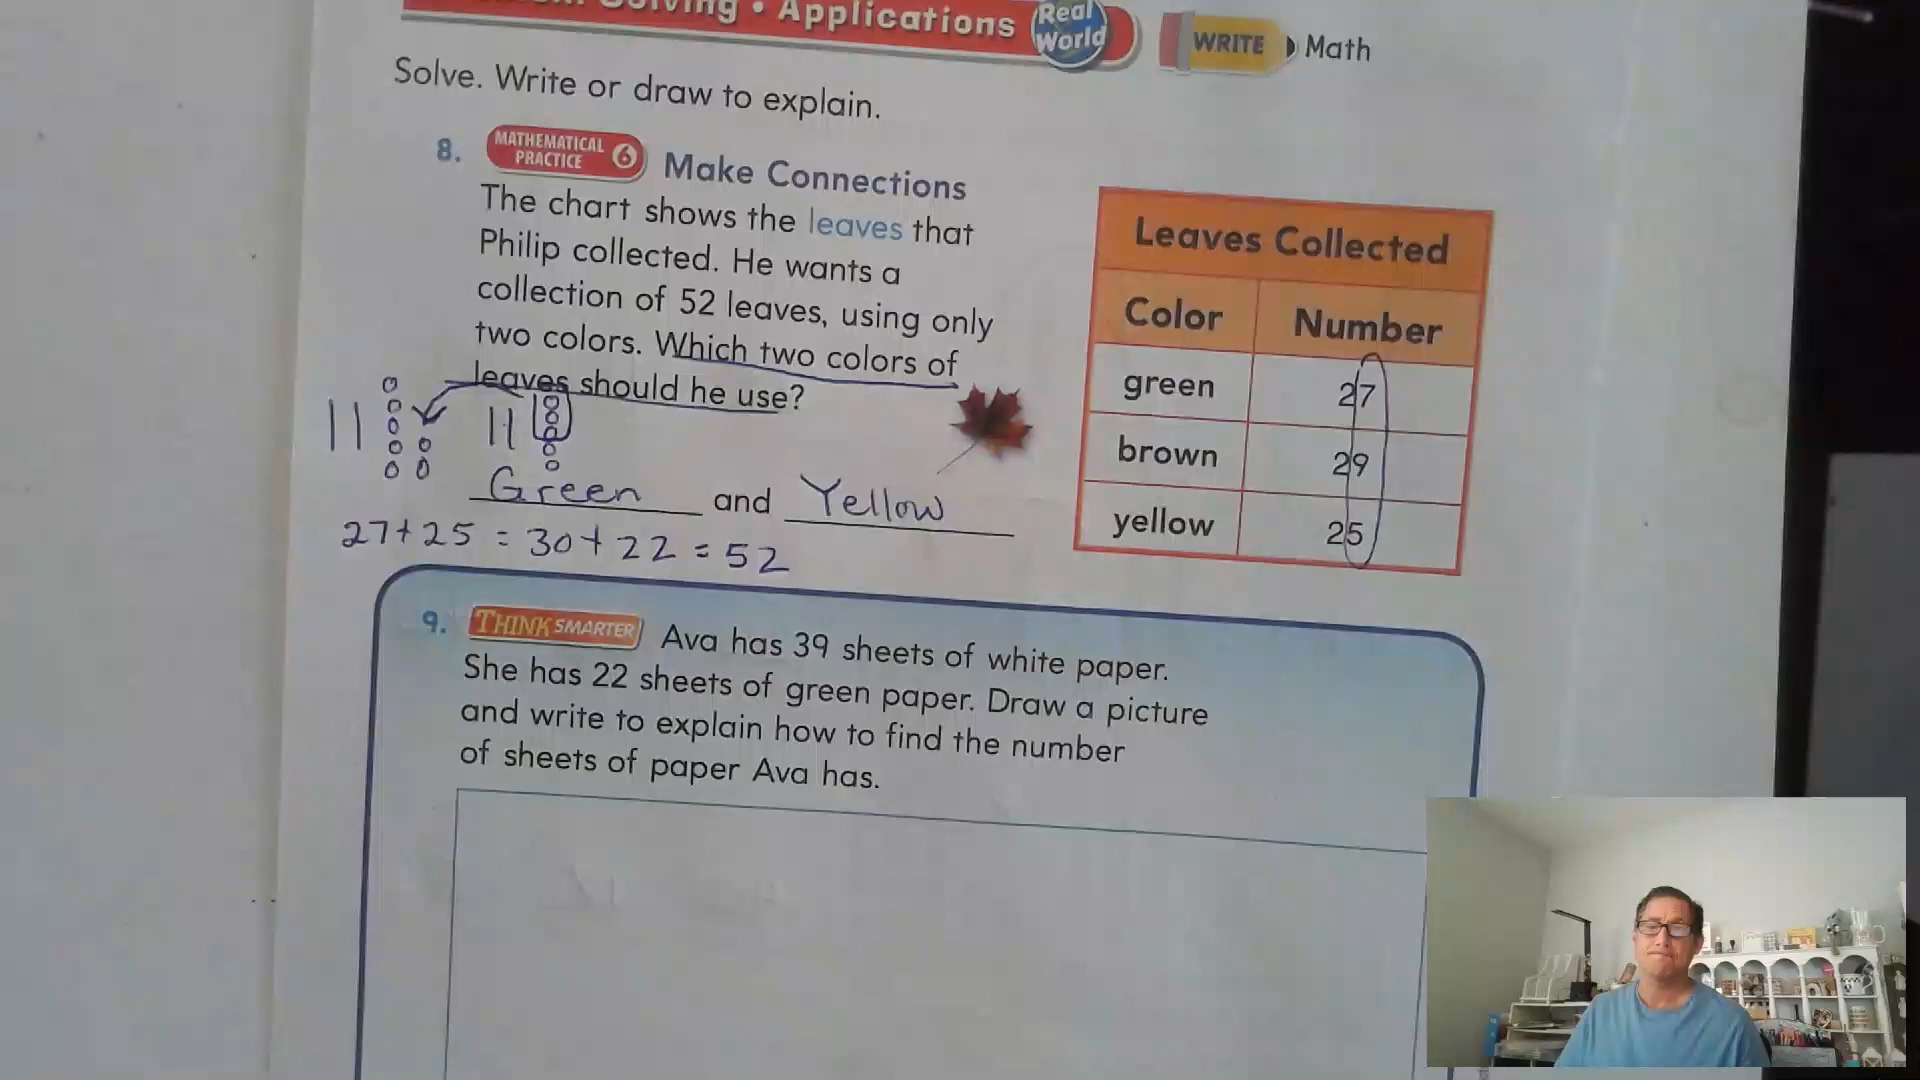 Solving • Applications Real World WRITE Math
Solve. Write or draw to explain.
8. MATHEMATICAL PRACTICE 6 Make Connections
The chart shows the leaves that
Philip collected. He wants a
collection of 52 leaves, using only
two colors. Which two colors of
leaves should he use?
Green and Yellow
27+25 = 30+22 = 52
Leaves Collected
Color Number
green 27
brown 29
yellow 25
9. THINK SMARTER Ava has 39 sheets of white paper.
She has 22 sheets of green paper. Draw a picture
and write to explain how to find the number
of sheets of paper Ava has.